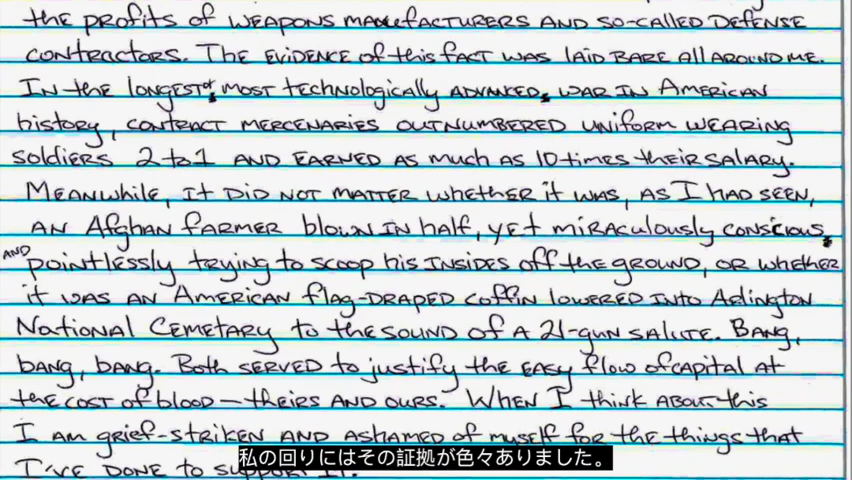 the profits of weapons manufacturers and so-called defense
contractors. The evidence of this fact was laid bare all around me.
In the longest, most technologically advanced, war in American
history, contract mercenaries outnumbered uniform wearing
soldiers 2 to 1 and earned as much as 10 times their salary.
Meanwhile, it did not matter whether it was, as I had seen,
an Afghan farmer blown in half, yet miraculously conscious,
and pointlessly trying to scoop his insides off the ground, or whether
it was an American flag-draped coffin lowered into Arlington
National Cemetary to the sound of a 21-gun salute. Bang,
bang, bang. Both served to justify the easy flow of capital at
the cost of blood — theirs and ours. When I think about this
I am grief-striken and ashamed of myself for the things that
I've done to support it.
私の回りにはその証拠が色々ありました。